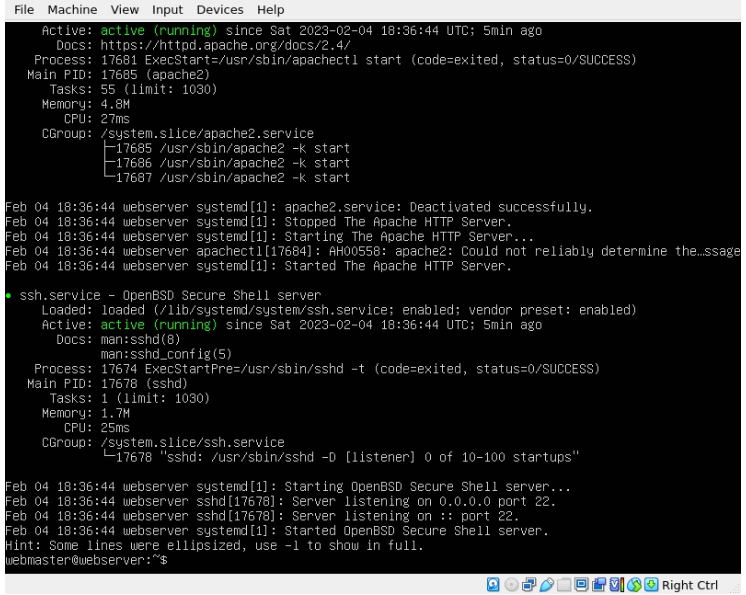 File Machine View Input Devices Help
Active: active (running) since Sat 2023-02-04 18:36:44 UTC; 5min ago
Docs: https://httpd.apache.org/docs/2.4/
Process: 17681 ExecStart=/usr/sbin/apachectl start (code=exited, status=0/SUCCESS)
Main PID: 17685 (apache2)
Tasks: 55 (limit: 1030)
Memory: 4.8M
CPU: 27ms
CGroup: /system.slice/apache2.service
├─17685 /usr/sbin/apache2 -k start
├─17686 /usr/sbin/apache2 -k start
└─17687 /usr/sbin/apache2 -k start
Feb 04 18:36:44 webserver systemd[1]: apache2.service: Deactivated successfully.
Feb 04 18:36:44 webserver systemd[1]: Stopped The Apache HTTP Server.
Feb 04 18:36:44 webserver systemd[1]: Starting The Apache HTTP Server...
Feb 04 18:36:44 webserver apachectl[17684]: AH00558: apache2: Could not reliably determine the…ssage
Feb 04 18:36:44 webserver systemd[1]: Started The Apache HTTP Server.
● ssh.service - OpenBSD Secure Shell server
Loaded: loaded (/lib/systemd/system/ssh.service; enabled; vendor preset: enabled)
Active: active (running) since Sat 2023-02-04 18:36:44 UTC; 5min ago
Docs: man:sshd(8)
man:sshd_config(5)
Process: 17674 ExecStartPre=/usr/sbin/sshd -t (code=exited, status=0/SUCCESS)
Main PID: 17678 (sshd)
Tasks: 1 (limit: 1030)
Memory: 1.7M
CPU: 25ms
CGroup: /system.slice/ssh.service
└─17678 "sshd: /usr/sbin/sshd -D [listener] 0 of 10-100 startups"
Feb 04 18:36:44 webserver systemd[1]: Starting OpenBSD Secure Shell server...
Feb 04 18:36:44 webserver sshd[17678]: Server listening on 0.0.0.0 port 22.
Feb 04 18:36:44 webserver sshd[17678]: Server listening on :: port 22.
Feb 04 18:36:44 webserver systemd[1]: Started OpenBSD Secure Shell server.
Hint: Some lines were ellipsized, use -l to show in full.
webmaster@webserver:~$
Right Ctrl